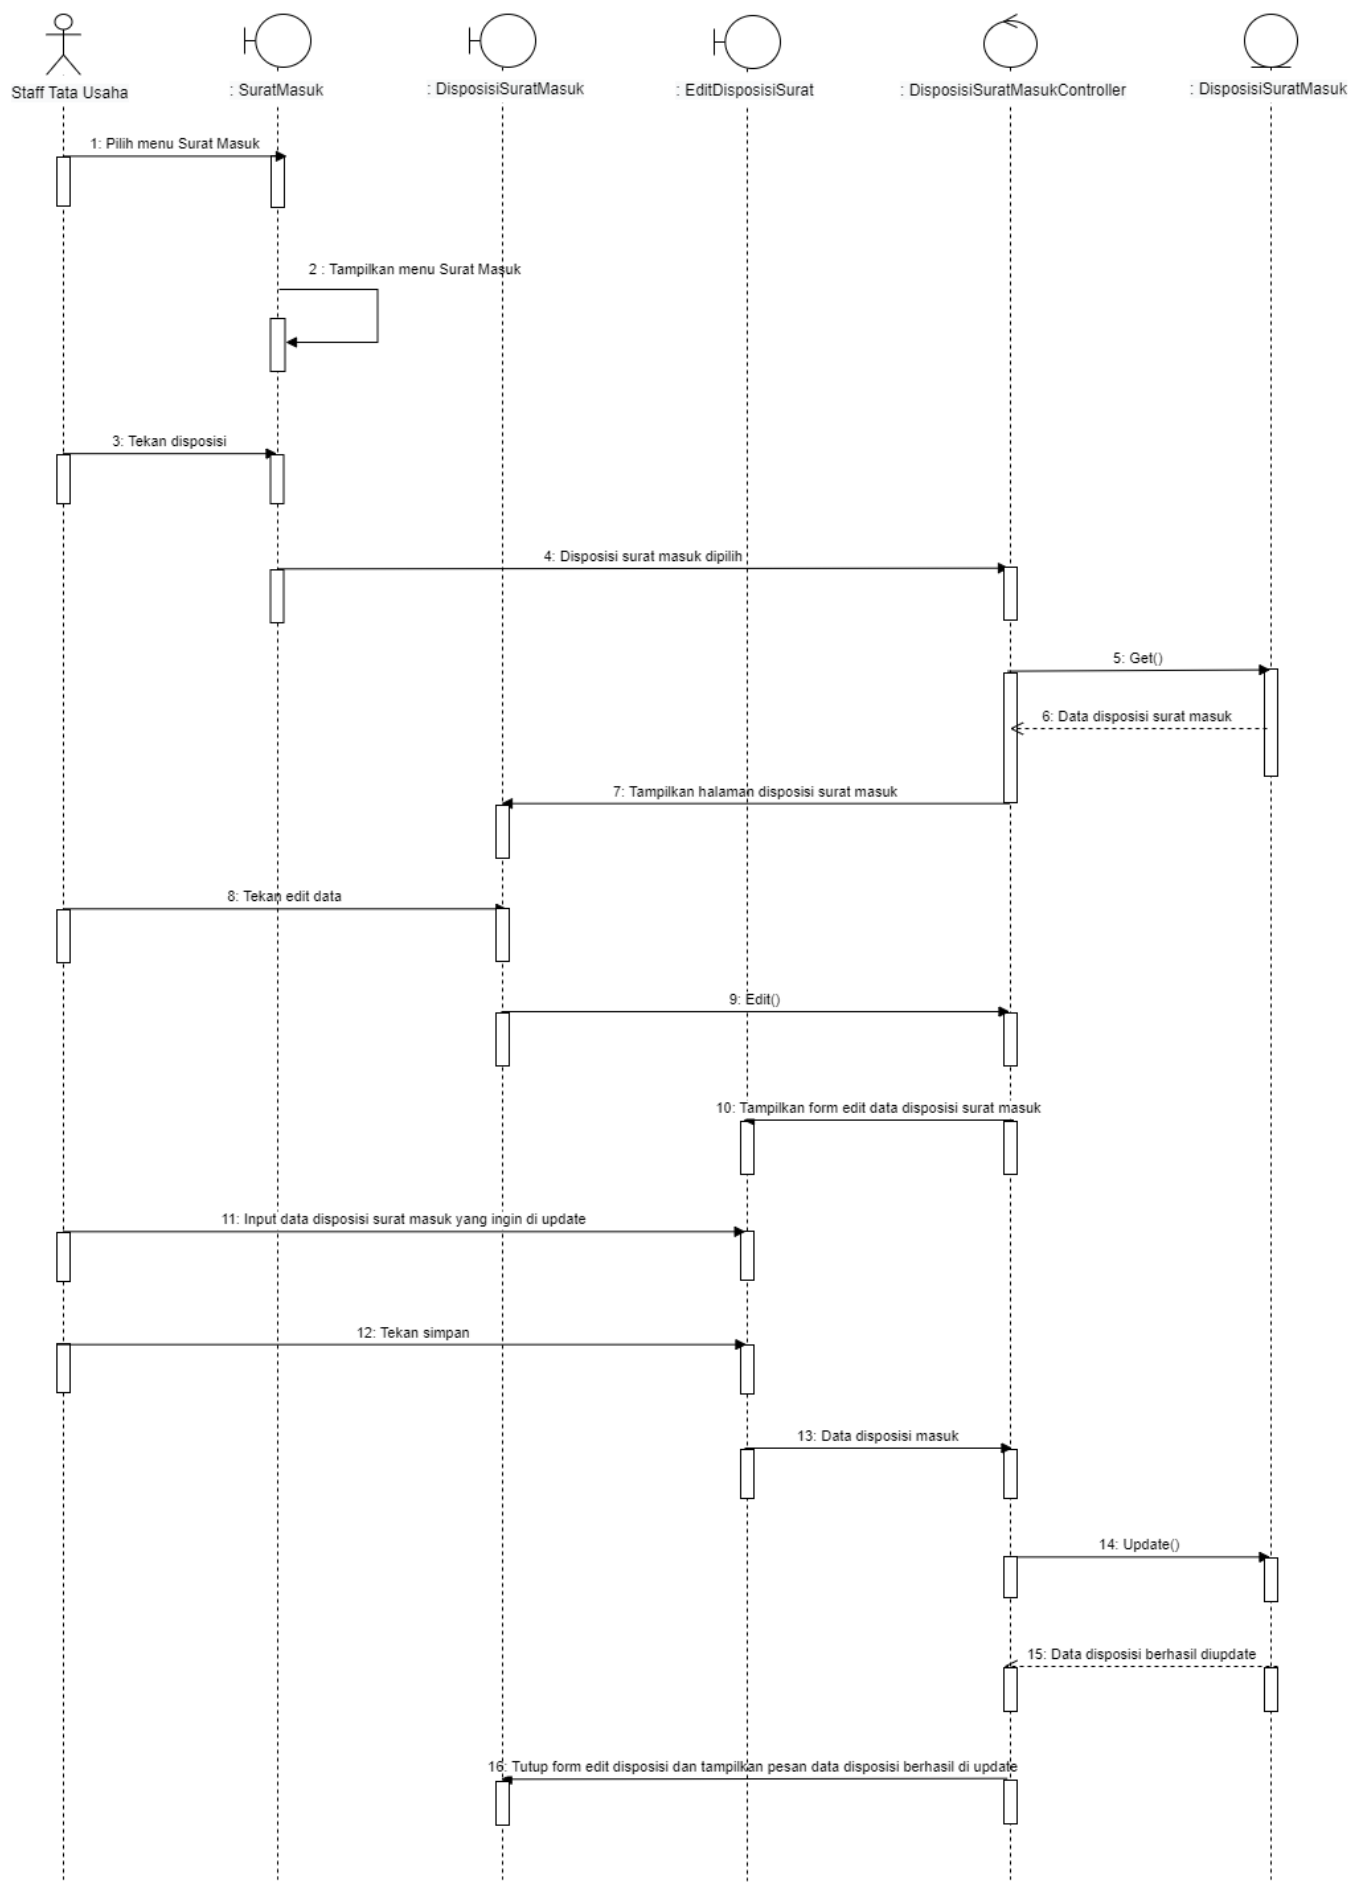 Staff Tata Usaha
: SuratMasuk
: DisposisiSuratMasuk
: EditDisposisiSurat
: DisposisiSuratMasukController
: DisposisiSuratMasuk
1: Pilih menu Surat Masuk
2 : Tampilkan menu Surat Masuk
3: Tekan disposisi
4: Disposisi surat masuk dipilih
5: Get()
6: Data disposisi surat masuk
7: Tampilkan halaman disposisi surat masuk
8: Tekan edit data
9: Edit()
10: Tampilkan form edit data disposisi surat masuk
11: Input data disposisi surat masuk yang ingin di update
12: Tekan simpan
13: Data disposisi masuk
14: Update()
15: Data disposisi berhasil diupdate
16: Tutup form edit disposisi dan tampilkan pesan data disposisi berhasil di update